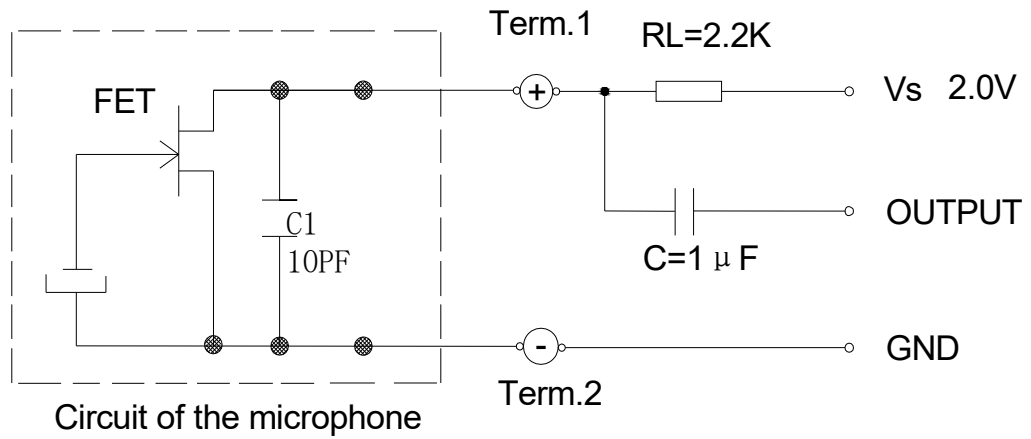 Term.1
RL=2.2K
FET
+
Vs 2.0V
C1
10PF
OUTPUT
C=1 μF
-
GND
Term.2
Circuit of the microphone